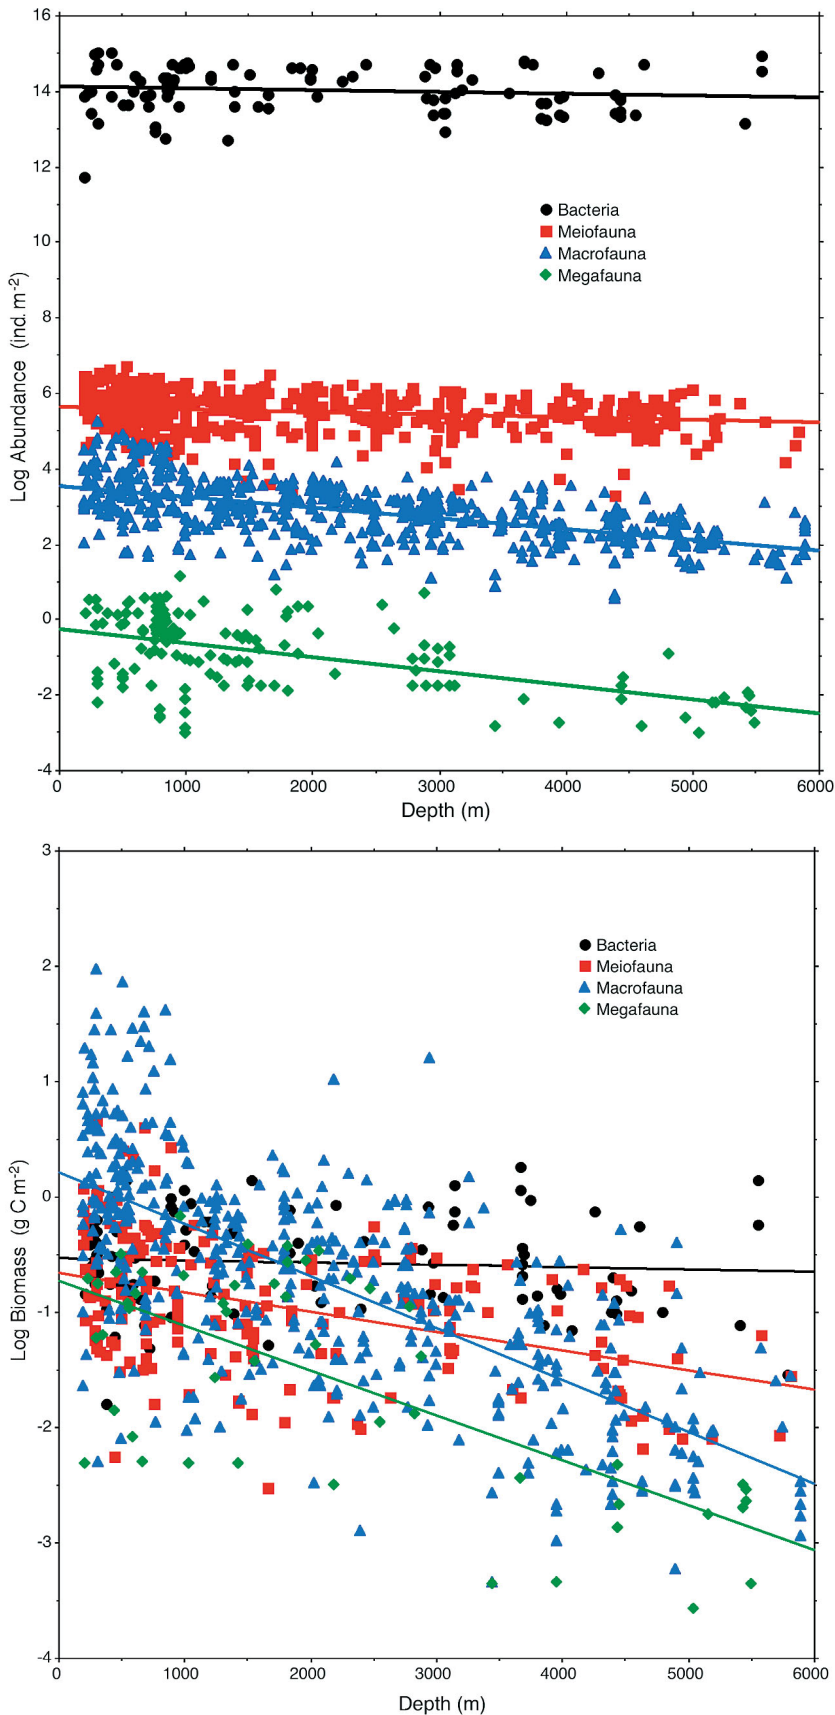 16
14
12
10
8
6
4
2
0
-2
-4
Log Abundance (ind. m-2)
Bacteria
Meiofauna
Macrofauna
Megafauna
0 1000 2000 3000 4000 5000 6000
Depth (m)
3
2
1
0
-1
-2
-3
-4
Log Biomass (g C m-2)
Bacteria
Meiofauna
Macrofauna
Megafauna
0 1000 2000 3000 4000 5000 6000
Depth (m)